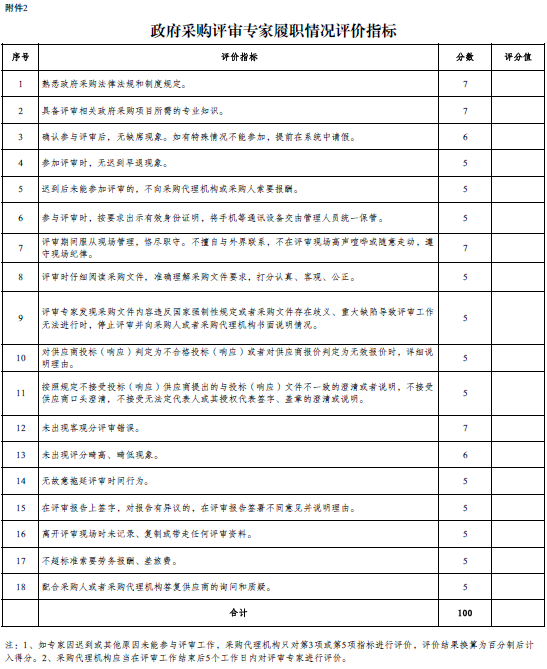 附件2
政府采购评审专家履职情况评价指标
序号 评价指标 分数 评分值
1 熟悉政府采购法律法规和制度规定。 7
2 具备评审相关政府采购项目所需的专业知识。 7
3 确认参与评审后，无缺席现象。如有特殊情况不能参加，提前在系统中请假。 6
4 参加评审时，无迟到早退现象。 5
5 迟到后未能参加评审的，不向采购代理机构或采购人索要报酬。 5
6 参与评审时，按要求出示有效身份证明，将手机等通讯设备交由管理人员统一保管。 5
7 评审期间服从现场管理，恪尽职守。不擅自与外界联系，不在评审现场高声喧哗或随意走动，遵
守现场纪律。 7
8 评审时仔细阅读采购文件，准确理解采购文件要求，打分认真、客观、公正。 5
9 评审专家发现采购文件内容违反国家强制性规定或者采购文件存在歧义、重大缺陷导致评审工作
无法进行时，停止评审并向采购人或者采购代理机构书面说明情况。 5
10 对供应商投标（响应）判定为不合格投标（响应）或者对供应商报价判定为无效报价时，详细说
明理由。 5
11 按照规定不接受投标（响应）供应商提出的与投标（响应）文件不一致的澄清或者说明，不接受
供应商口头澄清，不接受无法定代表人或其授权代表签字、盖章的澄清或说明。 5
12 未出现客观分评审错误。 7
13 未出现评分畸高、畸低现象。 6
14 无故意拖延评审时间行为。 5
15 在评审报告上签字，对报告有异议的，在评审报告签署不同意见并说明理由。 5
16 离开评审现场时未记录、复制或带走任何评审资料。 5
17 不超标准索要劳务报酬、差旅费。 5
18 配合采购人或者采购代理机构答复供应商的询问和质疑。 5
合计 100
注：1、如专家因迟到或其他原因未能参与评审工作，采购代理机构只对第3项或第5项指标进行评价，评价结果换算为百分制后计
入得分。2、采购代理机构应当在评审工作结束后5个工作日内对评审专家进行评价。